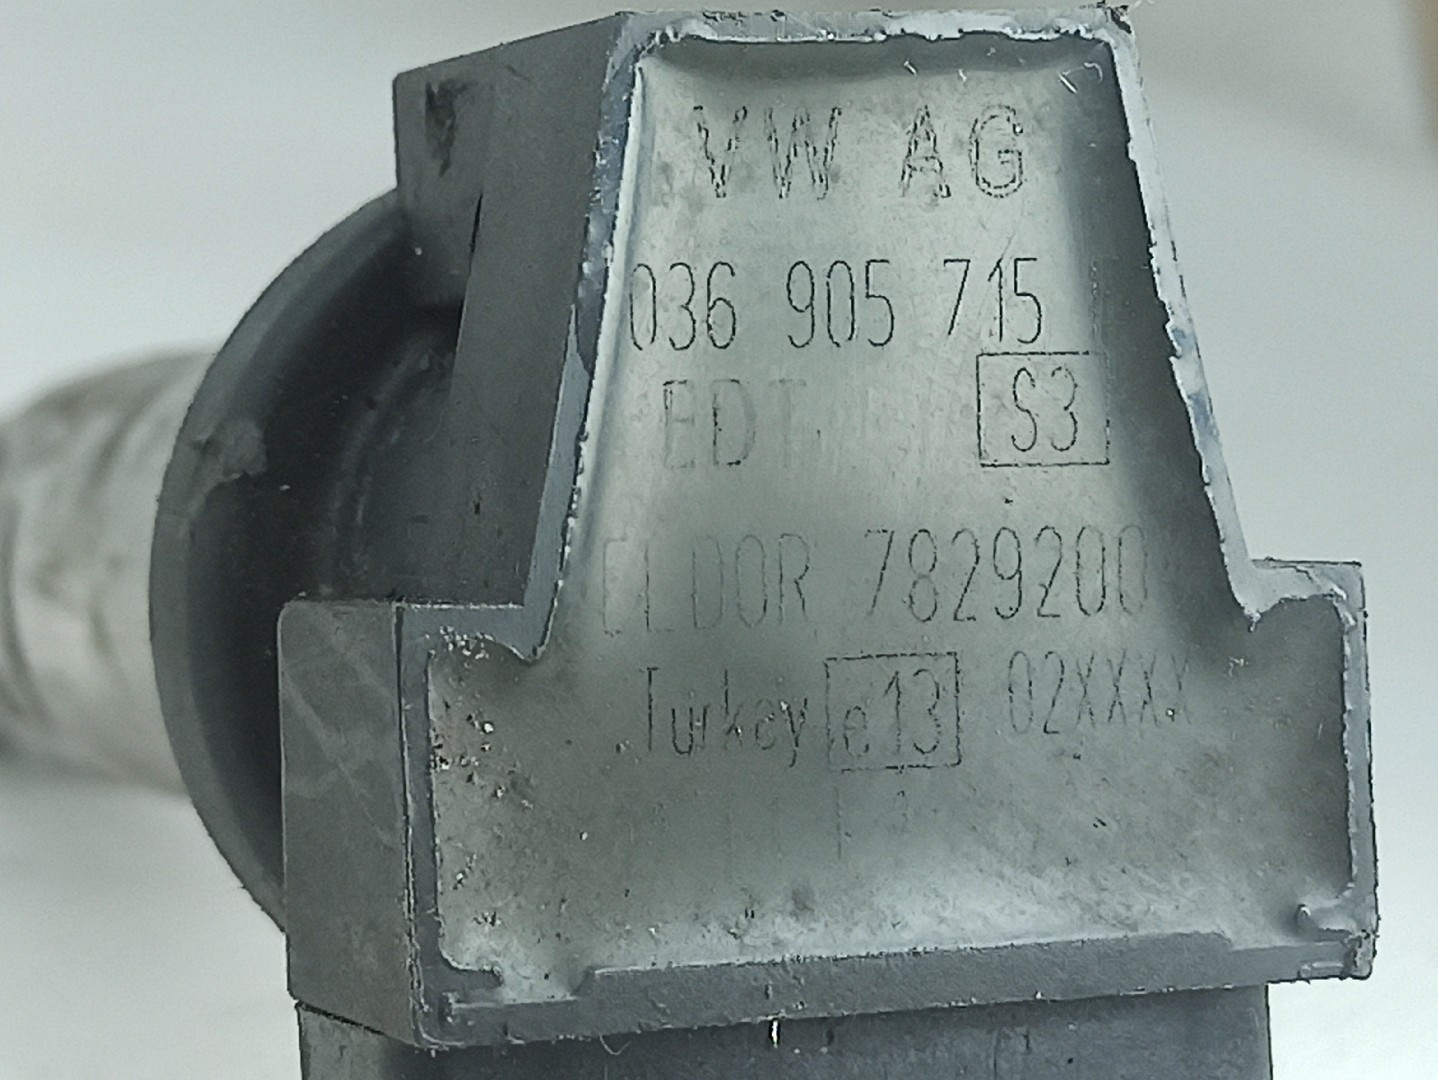 VW AG
036 905 715
EDT S3
ELDOR 7829200
Turkey e13 02XXXX